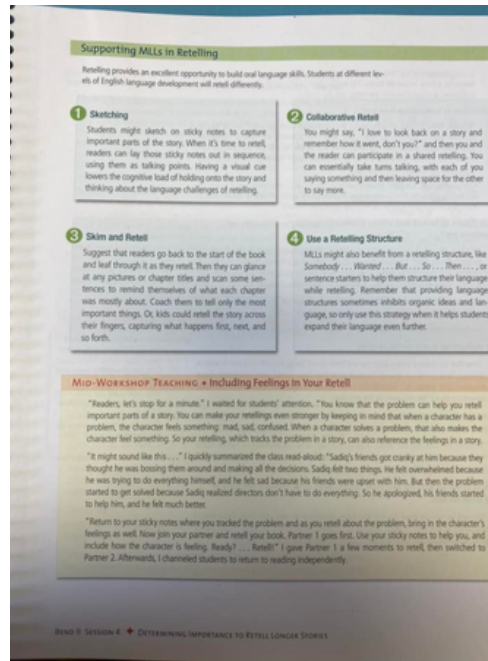 Supporting MLLs in Retelling
Retelling provides an excellent opportunity to build oral language skills. Students at different lev-
els of English language development will retell differently.
1 Sketching
Students might sketch on sticky notes to capture
important parts of the story. When it's time to retell,
readers can lay those sticky notes out in sequence,
using them as talking points. Having a visual cue
lowers the cognitive load of holding onto the story and
thinking about the language challenges of retelling.
2 Collaborative Retell
You might say, "I love to look back on a story and
remember how it went, don't you?" and then you and
the reader can participate in a shared retelling. You
can essentially take turns talking, with each of you
saying something and then leaving space for the other
to say more.
3 Skim and Retell
Suggest that readers go back to the start of the book
and leaf through it as they retell. Then they can glance
at any pictures or chapter titles and scan some sen-
tences to remind themselves of what each chapter
was mostly about. Coach them to tell only the most
important things. Or, kids could retell the story across
their fingers, capturing what happens first, next, and
so forth.
4 Use a Retelling Structure
MLLs might also benefit from a retelling structure, like
Somebody . . . Wanted . . . But . . . So . . . Then . . . , or
sentence starters to help them structure their language
while retelling. Remember that providing language
structures sometimes inhibits organic ideas and lan-
guage, so only use this strategy when it helps students
expand their language even further.
MID-WORKSHOP TEACHING • Including Feelings in Your Retell
"Readers, let's stop for a minute." I waited for students' attention. "You know that the problem can help you retell
important parts of a story. You can make your retellings even stronger by keeping in mind that when a character has a
problem, the character feels something: mad, sad, confused. When a character solves a problem, that also makes the
character feel something. So your retelling, which tracks the problem in a story, can also reference the feelings in a story.
"It might sound like this . . ." I quickly summarized the class read-aloud: "Sadiq's friends got cranky at him because they
thought he was bossing them around and making all the decisions. Sadiq felt two things. He felt overwhelmed because
he was trying to do everything himself, and he felt sad because his friends were upset with him. But then the problem
started to get solved because Sadiq realized directors don't have to do everything. So he apologized, his friends started
to help him, and he felt much better.
"Return to your sticky notes where you tracked the problem and as you retell about the problem, bring in the character's
feelings as well. Now join your partner and retell your book. Partner 1 goes first. Use your sticky notes to help you, and
include how the character is feeling. Ready? . . . Retell!" I gave Partner 1 a few moments to retell, then switched to
Partner 2. Afterwards, I channeled students to return to reading independently.
BEND II SESSION 4 + DETERMINING IMPORTANCE TO RETELL LONGER STORIES